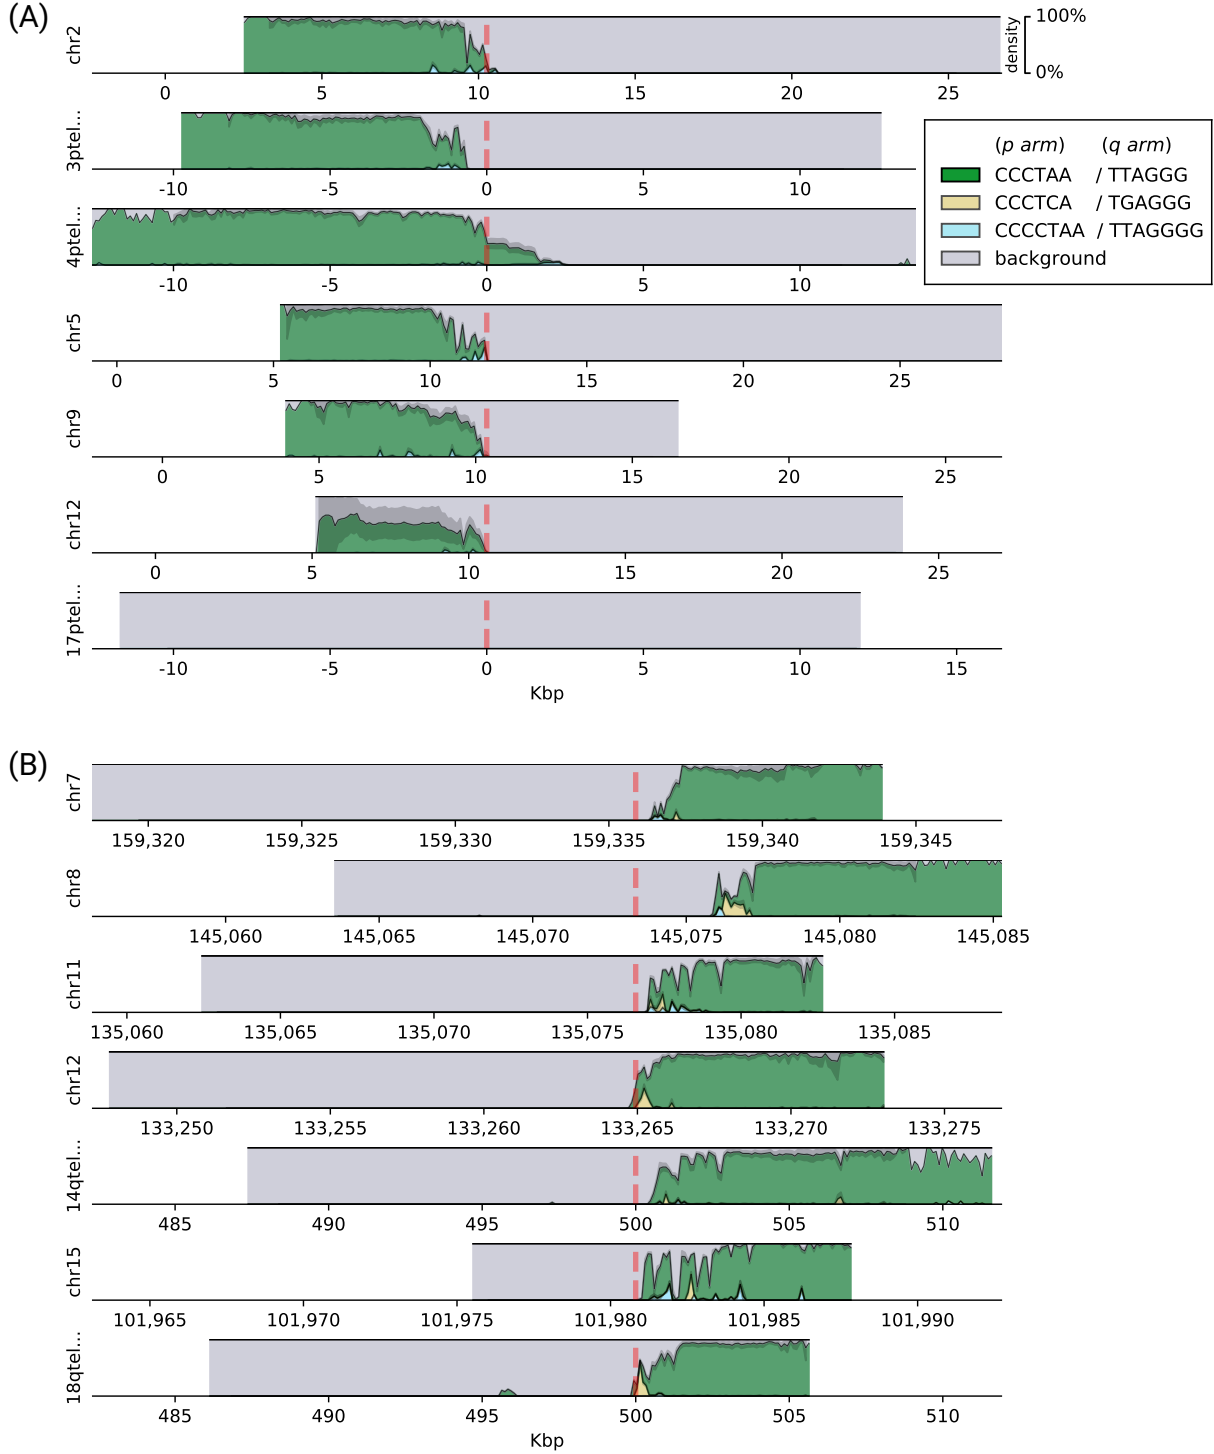 (A)
chr2
density
100%
0%
0 5 10 15 20 25
3ptel...
-10 -5 0 5 10
(p arm) (q arm)
CCCTAA / TTAGGG
CCCTCA / TGAGGG
CCCCTAA / TTAGGGG
background
4ptel...
-10 -5 0 5 10
chr5
0 5 10 15 20 25
chr9
0 5 10 15 20 25
chr12
0 5 10 15 20 25
17ptel...
-10 -5 0 5 10 15
Kbp
(B)
chr7
159,320 159,325 159,330 159,335 159,340 159,345
chr8
145,060 145,065 145,070 145,075 145,080 145,085
chr11
135,060 135,065 135,070 135,075 135,080 135,085
chr12
133,250 133,255 133,260 133,265 133,270 133,275
14qtel...
485 490 495 500 505 510
chr15
101,965 101,970 101,975 101,980 101,985 101,990
18qtel...
485 490 495 500 505 510
Kbp